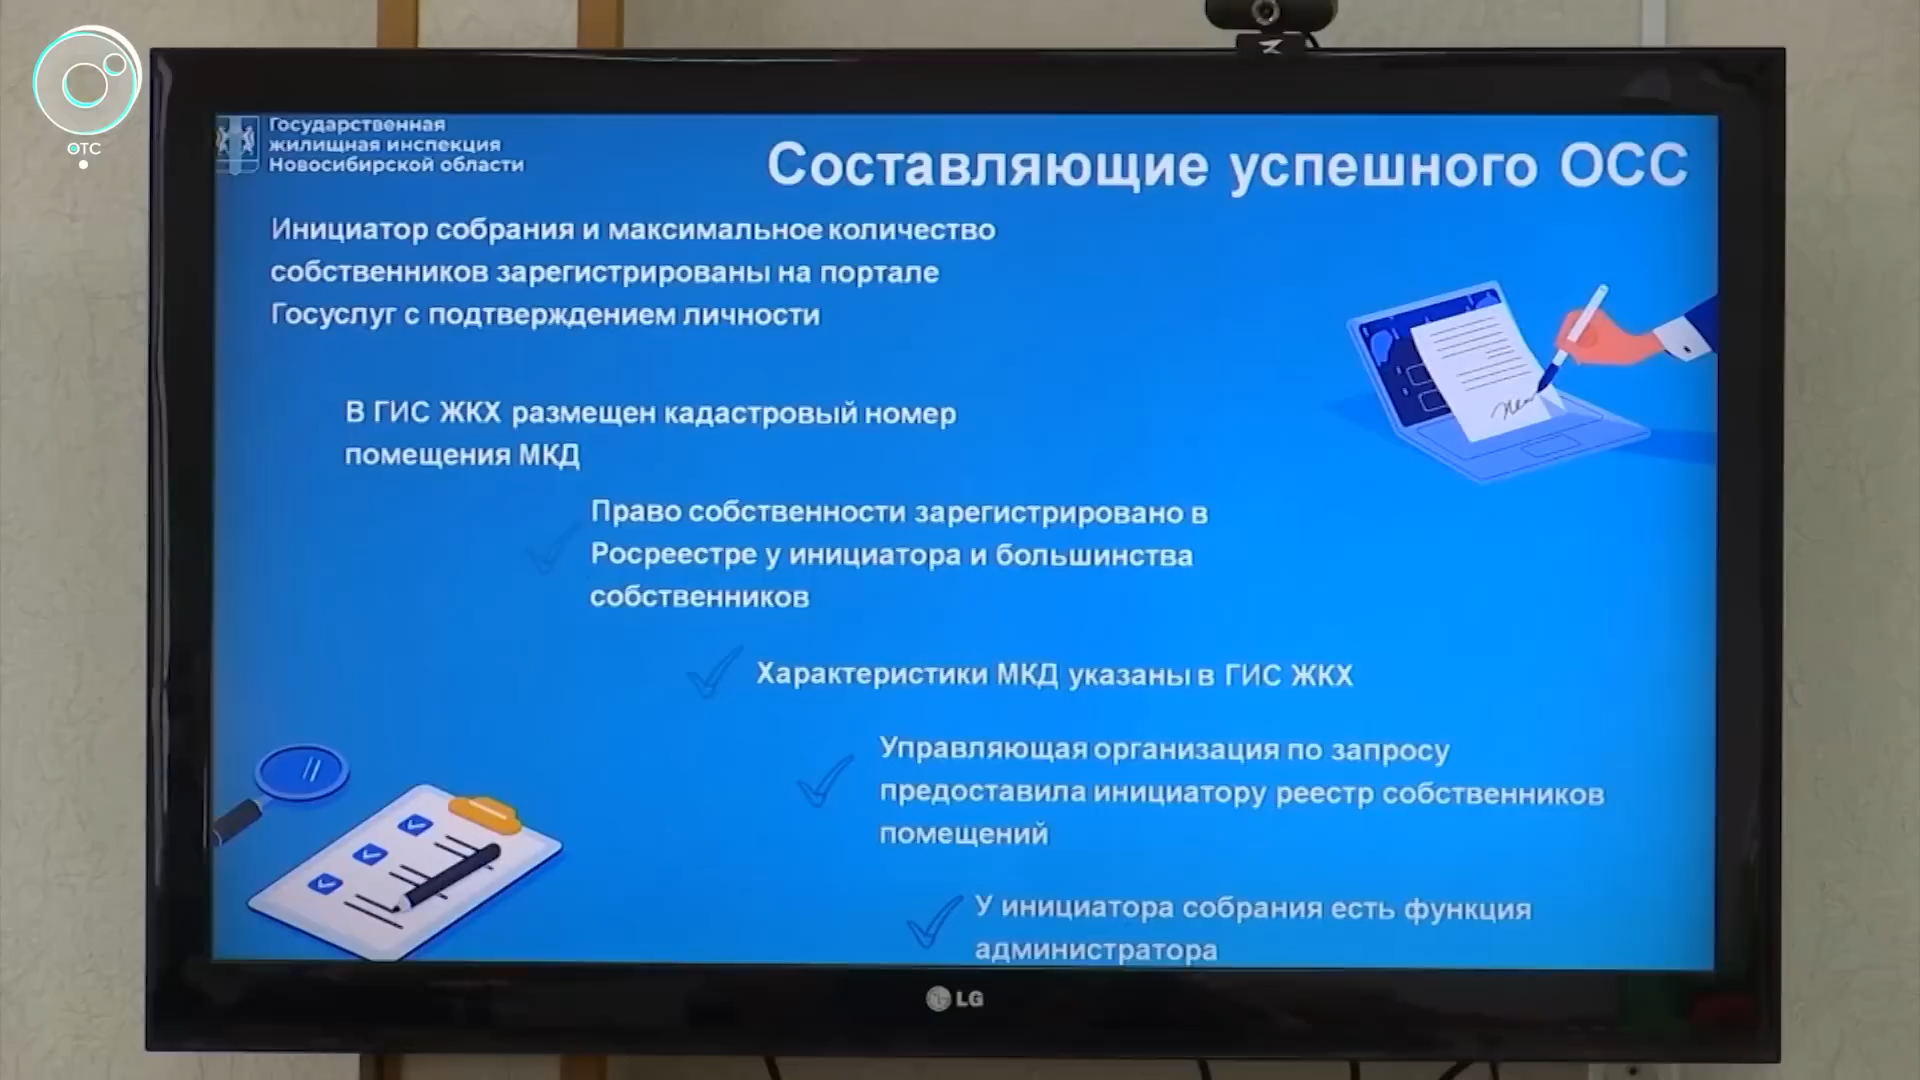 ОТС
Государственная
жилищная инспекция
Новосибирской области
Составляющие успешного ОСС
Инициатор собрания и максимальное количество
собственников зарегистрированы на портале
Госуслуг с подтверждением личности
В ГИС ЖКХ размещен кадастровый номер
помещения МКД
Право собственности зарегистрировано в
Росреестре у инициатора и большинства
собственников
Характеристики МКД указаны в ГИС ЖКХ
Управляющая организация по запросу
предоставила инициатору реестр собственников
помещений
У инициатора собрания есть функция
администратора
LG